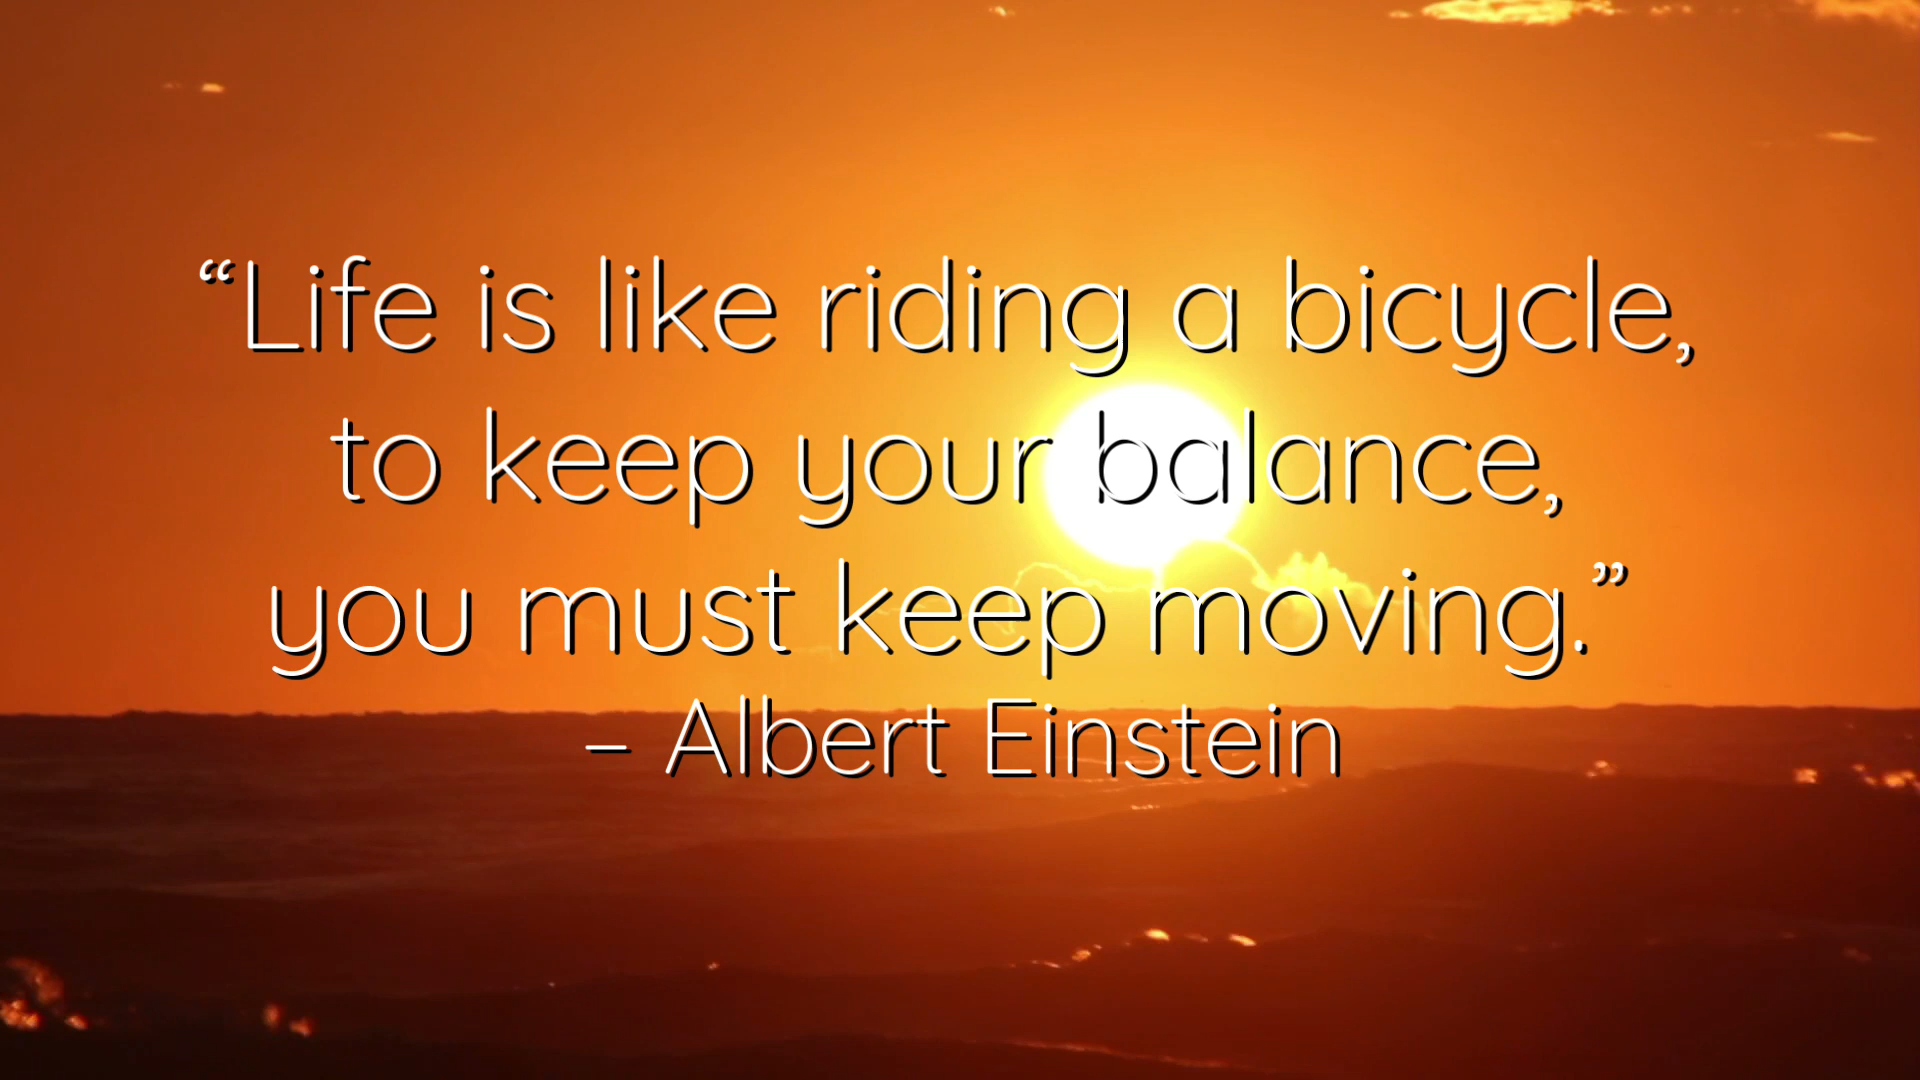 “Life is like riding a bicycle,
to keep your balance,
you must keep moving.”
– Albert Einstein